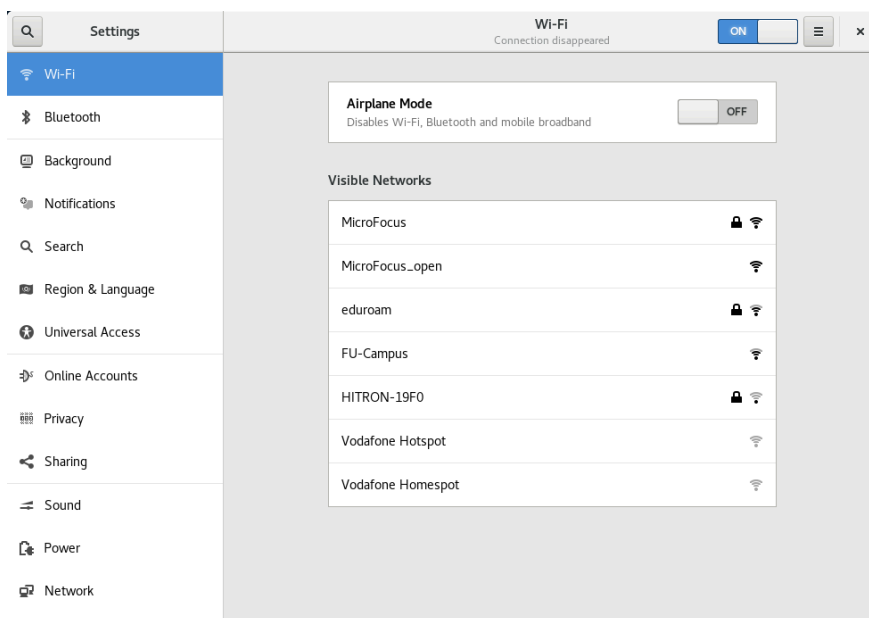 Settings
Wi-Fi
Connection disappeared
ON
Wi-Fi
Bluetooth
Background
Notifications
Search
Region & Language
Universal Access
Online Accounts
Privacy
Sharing
Sound
Power
Network
Airplane Mode
Disables Wi-Fi, Bluetooth and mobile broadband
OFF
Visible Networks
MicroFocus
MicroFocus_open
eduroam
FU-Campus
HITRON-19F0
Vodafone Hotspot
Vodafone Homespot